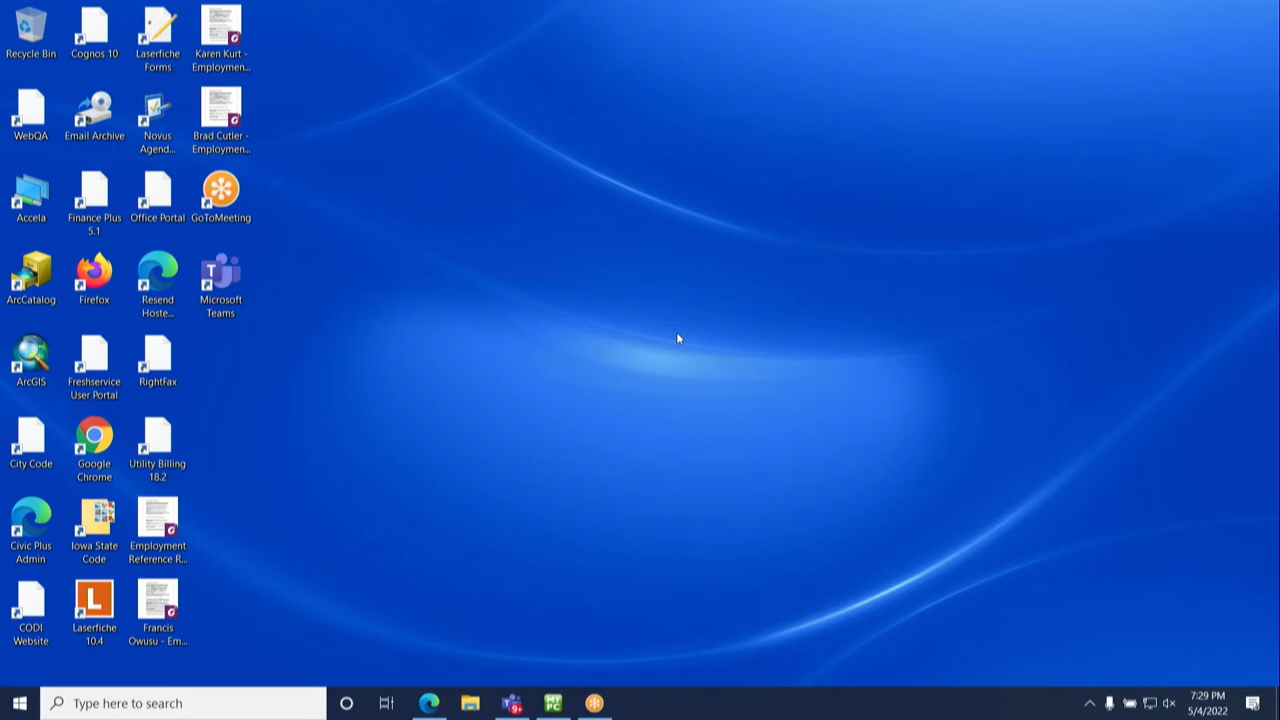 Recycle Bin
Cognos 10
Laserfiche
Forms
Karen Kurt -
Employmen...
WebQA
Email Archive
Novus
Agend...
Brad Cutler -
Employmen...
Accela
Finance Plus
5.1
Office Portal
GoToMeeting
ArcCatalog
Firefox
Resend
Hoste...
Microsoft
Teams
T
ArcGIS
Freshservice
User Portal
RightFax
City Code
Google
Chrome
Utility Billing
18.2
Civic Plus
Admin
Iowa State
Code
Employment
Reference R...
CODI
Website
L
Laserfiche
10.4
Francis
Owusu - Em...
Type here to search
9+
MY
PC
7:29 PM
5/4/2022